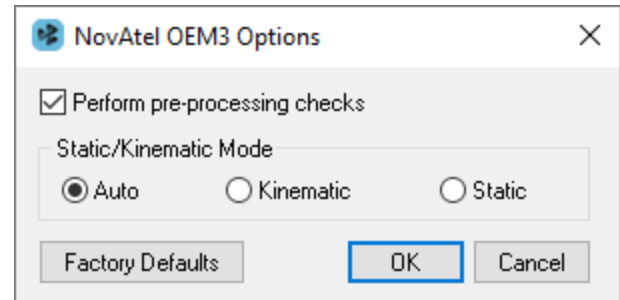 NovAtel OEM3 Options
Perform pre-processing checks
Static/Kinematic Mode
Auto Kinematic Static
Factory Defaults OK Cancel